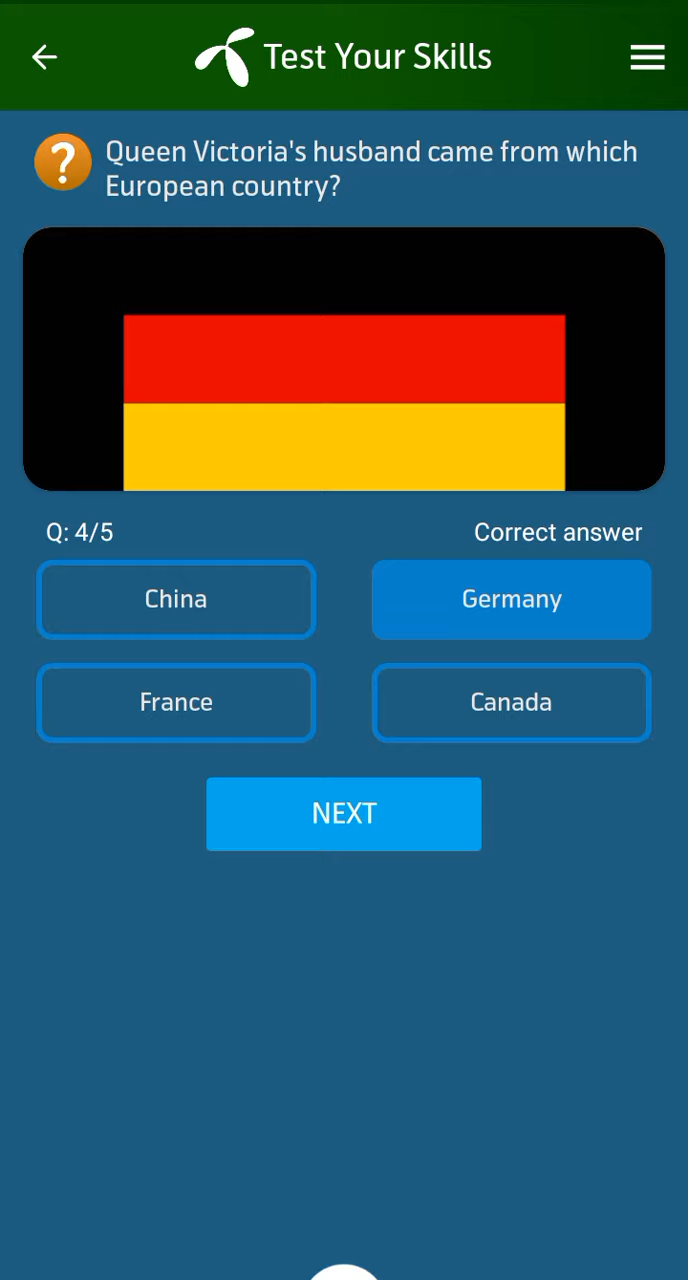 Test Your Skills
Queen Victoria's husband came from which
European country?
Q: 4/5
Correct answer
China
Germany
France
Canada
NEXT